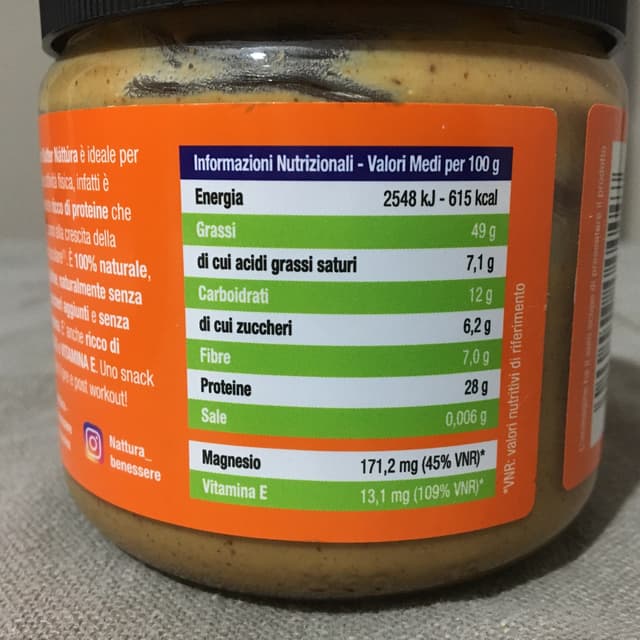 Nàttùra è ideale per
fisica, infatti è
ricco di proteine che
crescita della
È 100% naturale,
naturalmente senza
aggiunti e senza
E' anche ricco di
VITAMINA E. Uno snack
e post workout!
Nattura_
benessere
Informazioni Nutrizionali - Valori Medi per 100 g
Energia 2548 kJ - 615 kcal
Grassi 49 g
di cui acidi grassi saturi 7,1 g
Carboidrati 12 g
di cui zuccheri 6,2 g
Fibre 7,0 g
Proteine 28 g
Sale 0,006 g
Magnesio 171,2 mg (45% VNR)*
Vitamina E 13,1 mg (109% VNR)*
*VNR: valori nutritivi di riferimento